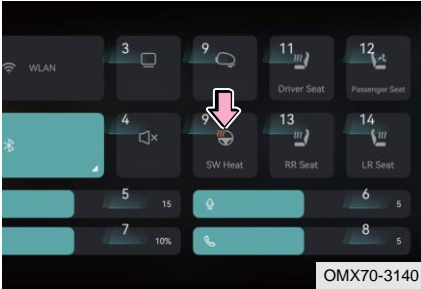 3
9
11
12
WLAN
Driver Seat
Passenger Seat
4
9
13
14
SW Heat
RR Seat
LR Seat
5
15
6
5
7
10%
8
5
OMX70-3140